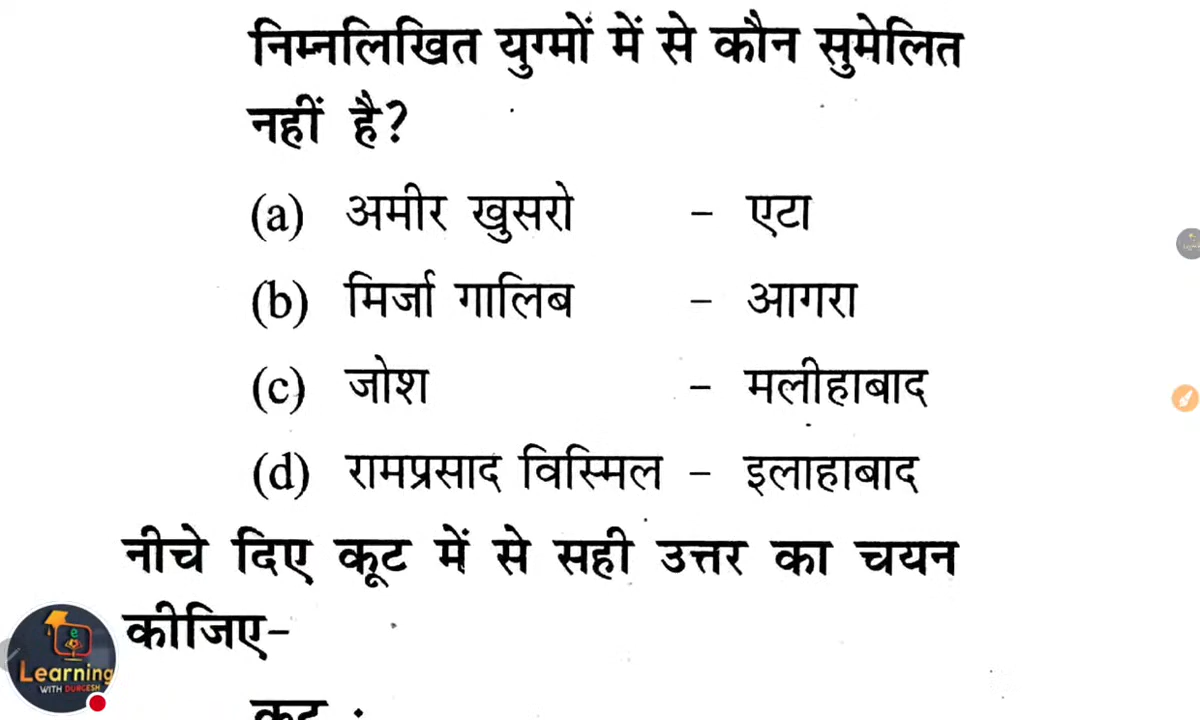 निम्नलिखित युग्मों में से कौन सुमेलित
नहीं है?
(a) अमीर खुसरो - एटा
(b) मिर्जा गालिब - आगरा
(c) जोश - मलीहाबाद
(d) रामप्रसाद विस्मिल - इलाहाबाद
नीचे दिए कूट में से सही उत्तर का चयन
कीजिए-
कूट :
e
Learning
WITH DURGESH